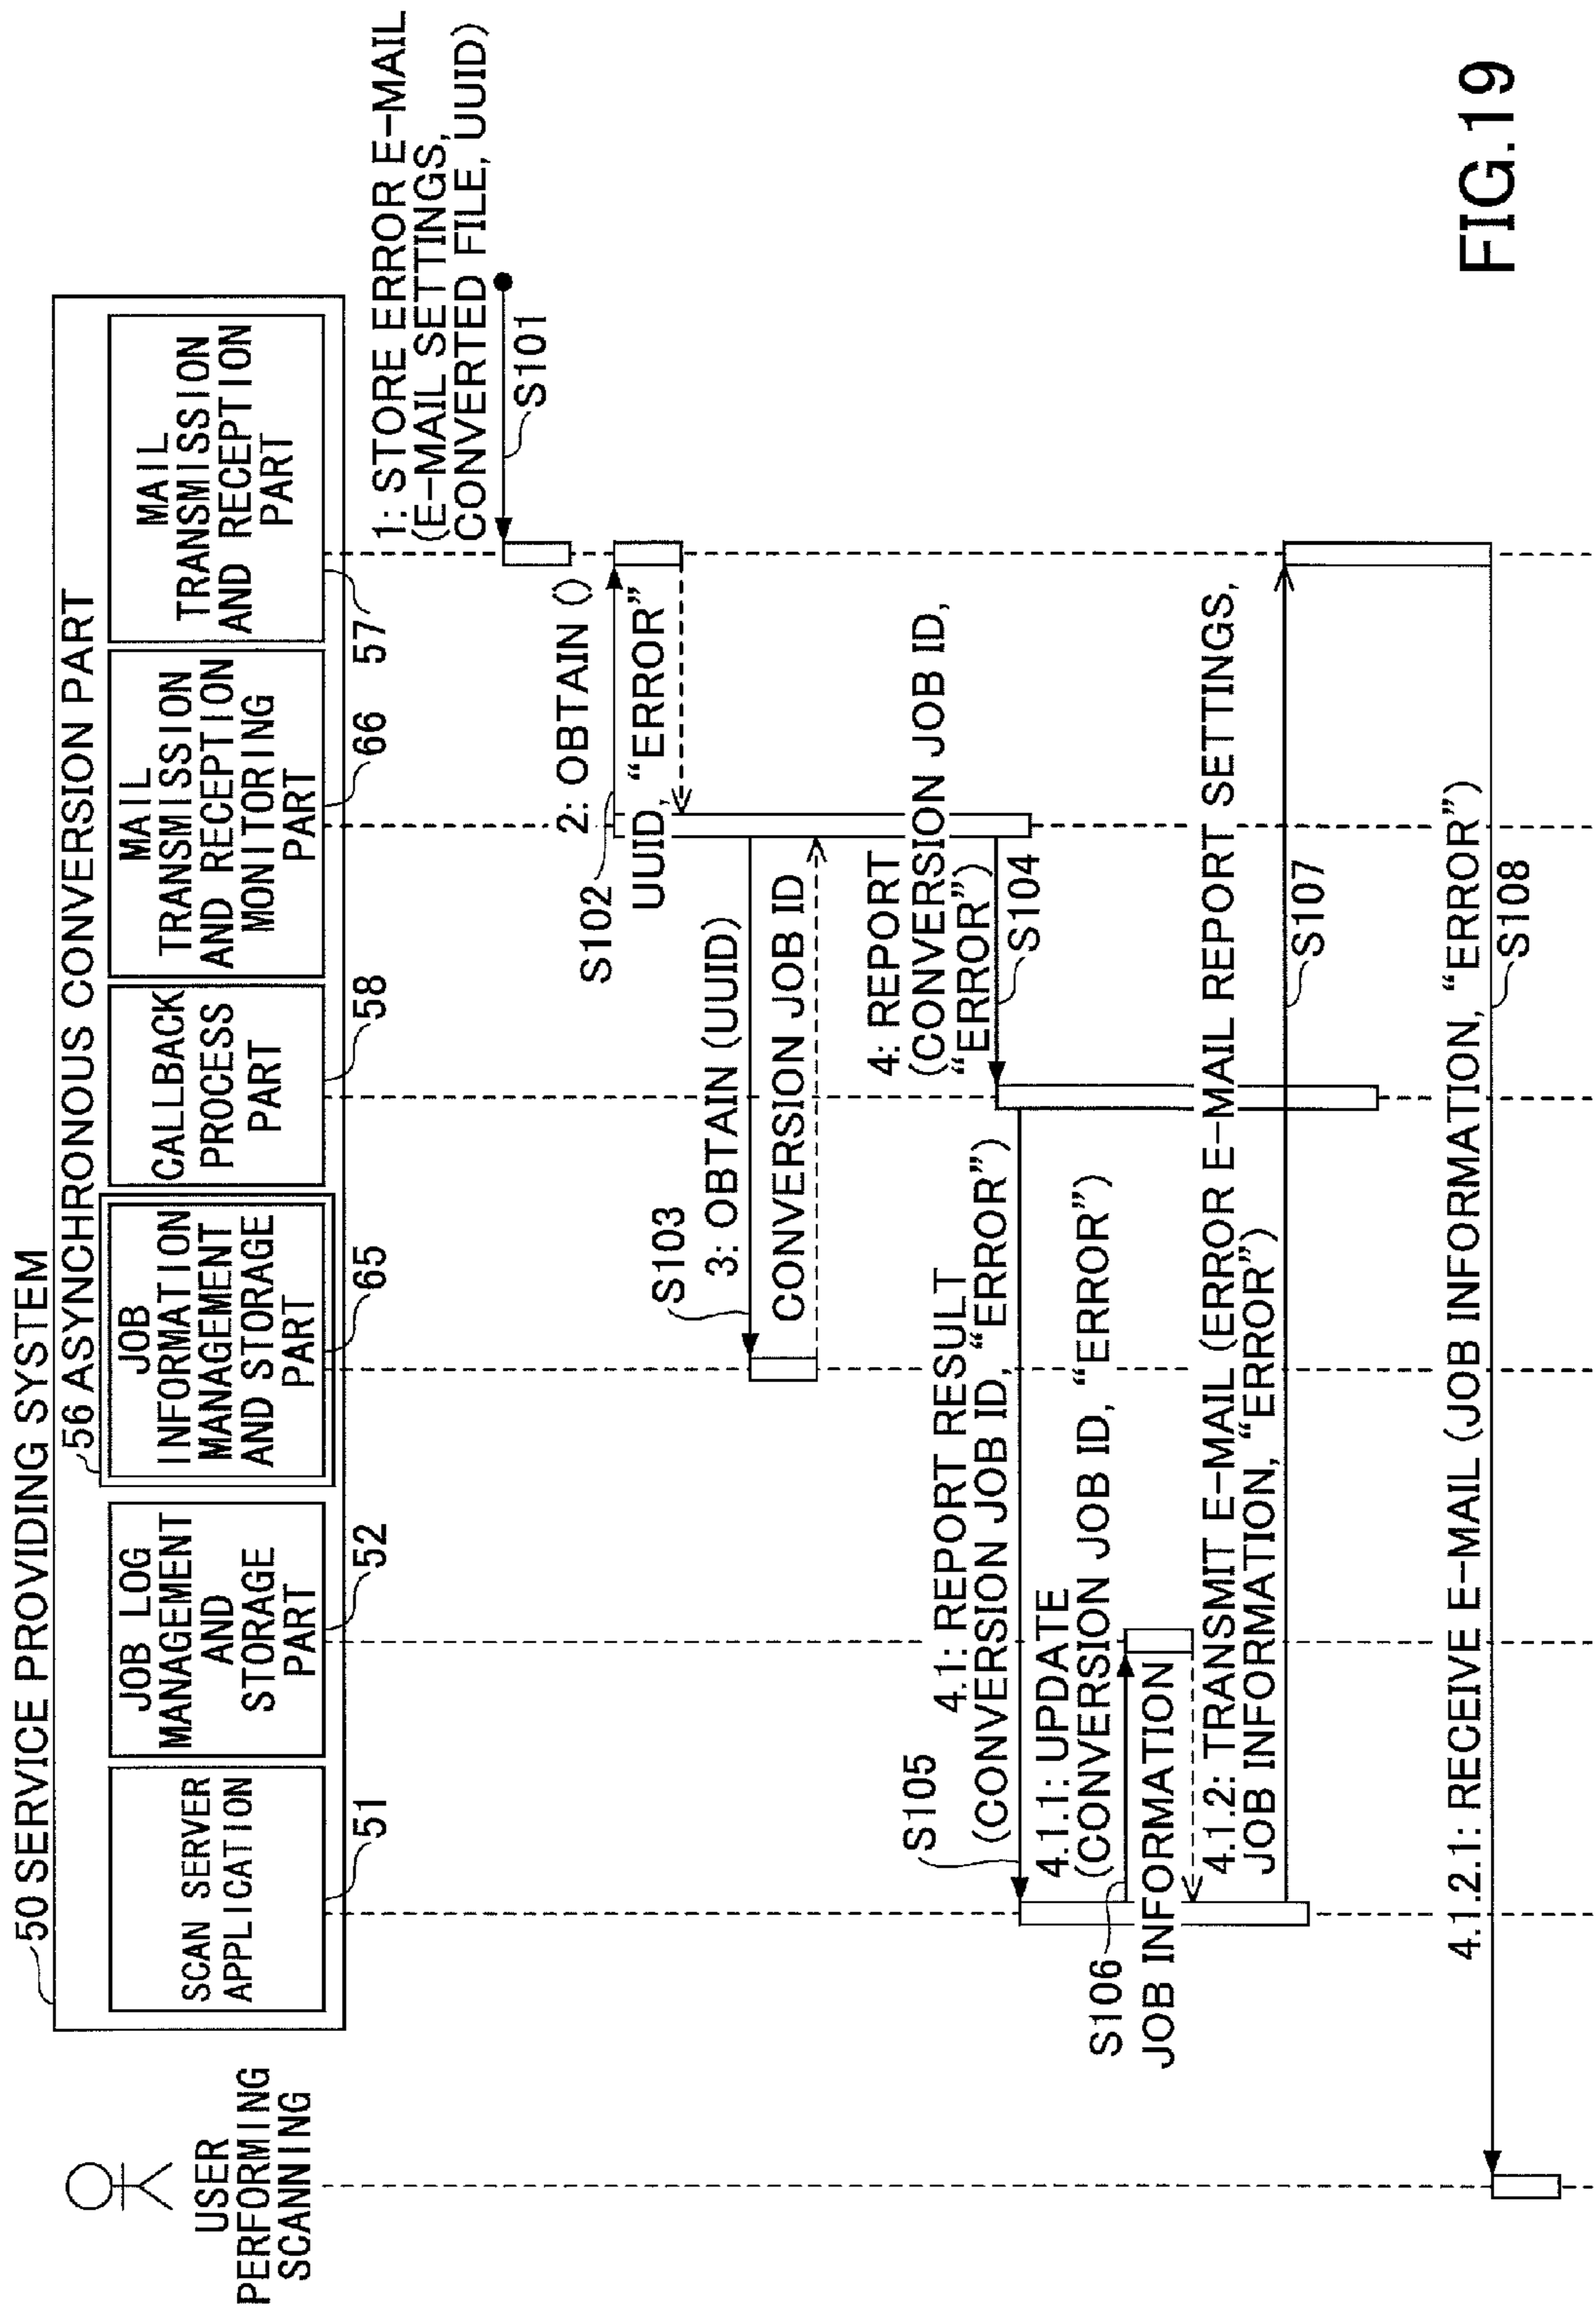 50 SERVICE PROVIDING SYSTEM
56 ASYNCHRONOUS CONVERSION PART
USER
PERFORMING
SCANNING
SCAN SERVER
APPLICATION
51
JOB LOG
MANAGEMENT
AND
STORAGE
PART
52
JOB
INFORMATION
MANAGEMENT
AND STORAGE
PART
65
CALLBACK
PROCESS
PART
58
MAIL
TRANSMISSION
AND RECEPTION
MONITORING
PART
66
MAIL
TRANSMISSION
AND RECEPTION
PART
57
1: STORE ERROR E-MAIL
(E-MAIL SETTINGS,
CONVERTED FILE, UUID)
S101
2: OBTAIN ()
S102
UUID, “ERROR”
S103
3: OBTAIN (UUID)
CONVERSION JOB ID
4: REPORT
(CONVERSION JOB ID,
“ERROR”)
S104
S105
4.1: REPORT RESULT
(CONVERSION JOB ID, “ERROR”)
4.1.1: UPDATE
(CONVERSION JOB ID, “ERROR”)
S106
JOB INFORMATION
4.1.2: TRANSMIT E-MAIL (ERROR E-MAIL REPORT SETTINGS,
JOB INFORMATION, “ERROR”)
S107
4.1.2.1: RECEIVE E-MAIL (JOB INFORMATION, “ERROR”)
S108
FIG.19